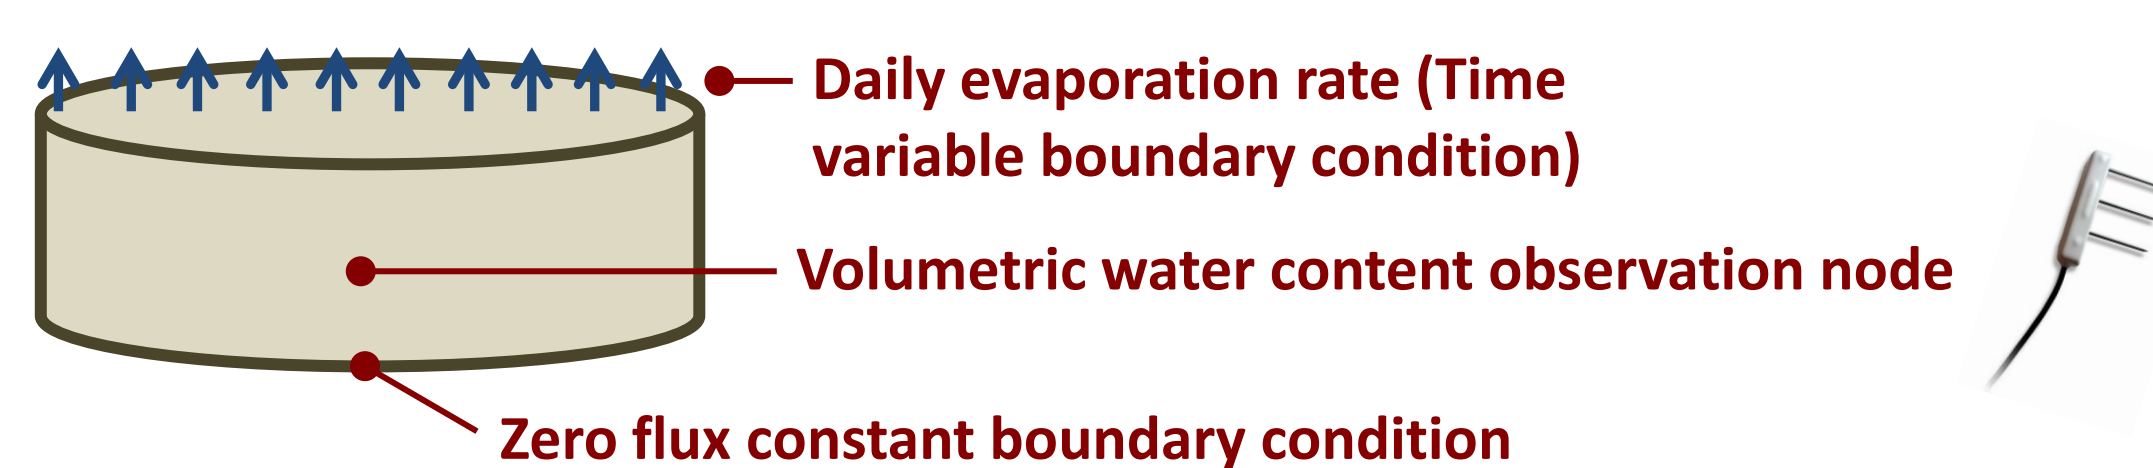 Daily evaporation rate (Time
variable boundary condition)
Volumetric water content observation node
Zero flux constant boundary condition